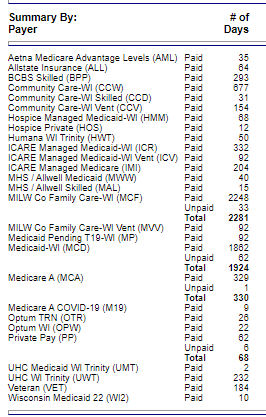 Summary By: # of
Payer Days
Aetna Medicare Advantage Levels (AML) Paid 35
Allstate Insurance (ALL) Paid 64
BCBS Skilled (BPP) Paid 293
Community Care-WI (CCW) Paid 677
Community Care-WI Skilled (CCD) Paid 31
Community Care-WI Vent (CCV) Paid 154
Hospice Managed Medicaid-WI (HMM) Paid 68
Hospice Private (HOS) Paid 12
Humana WI Trinity (HWT) Paid 50
ICARE Managed Medicaid-WI (ICR) Paid 332
ICARE Managed Medicaid-WI Vent (ICV) Paid 92
ICARE Medicare (IMI) Paid 204
MHS / Allwell Medicaid (MWW) Paid 40
MHS / Allwell Skilled (MAL) Paid 15
MILW Co Family Care-WI (MCF) Paid 2248
Unpaid 33
Total 2281
MILW Co Family Care-WI Vent (MVV) Paid 92
Medicaid Pending T19-WI (MP) Paid 92
Medicaid-WI (MCD) Paid 1862
Unpaid 62
Total 1924
Medicare A (MCA) Paid 329
Unpaid 1
Total 330
Medicare A COVID-19 (M19) Paid 9
Optum TRN (OTR) Paid 26
Optum WI (OPW) Paid 22
Private Pay (PP) Paid 62
Unpaid 6
Total 68
UHC Medicaid WI Trinity (UMT) Paid 2
UHC WI Trinity (UWT) Paid 232
Veteran (VET) Paid 184
Wisconsin Medicaid 22 (WI2) Paid 10